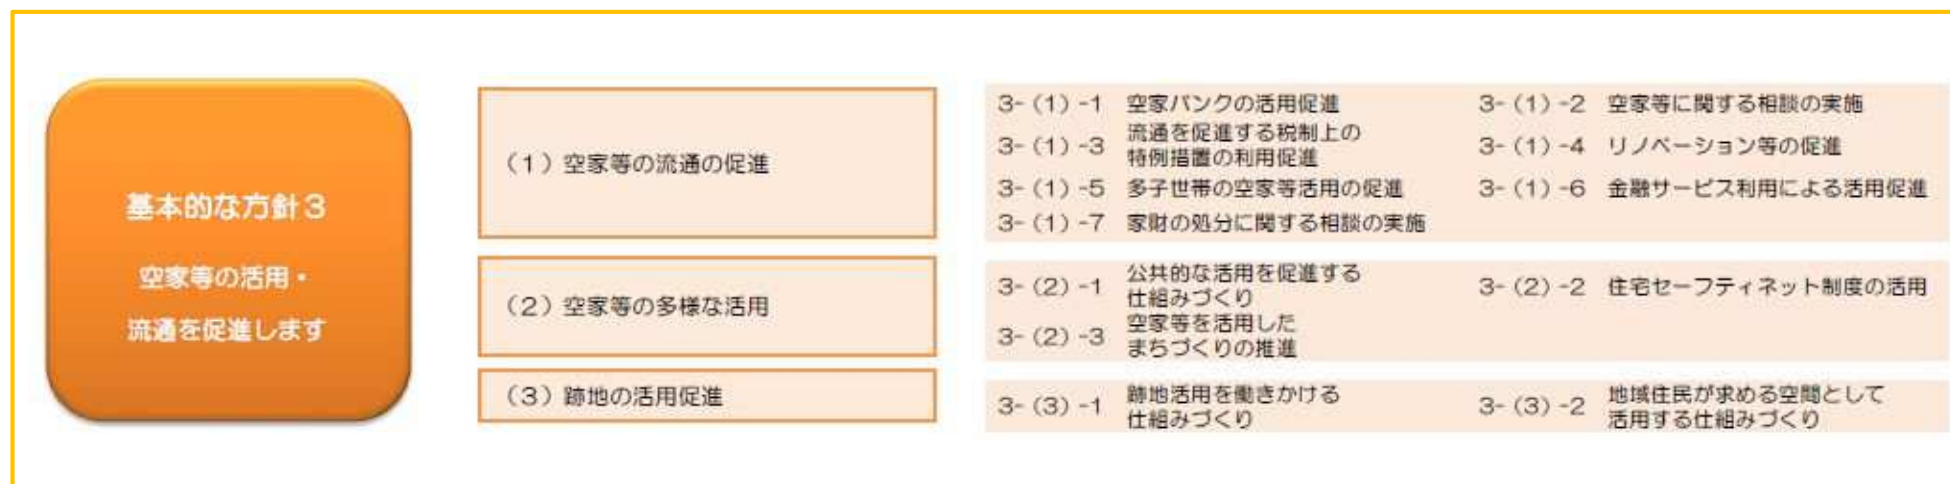 基本的な方針３
空家等の活用・
流通を促進します
（１）空家等の流通の促進
3-（1）-1 空家バンクの活用促進
3-（1）-2 空家等に関する相談の実施
3-（1）-3 流通を促進する税制上の
特例措置の利用促進
3-（1）-4 リノベーション等の促進
3-（1）-5 多子世帯の空家等活用の促進
3-（1）-6 金融サービス利用による活用促進
3-（1）-7 家財の処分に関する相談の実施
（２）空家等の多様な活用
3-（2）-1 公共的な活用を促進する
仕組みづくり
3-（2）-2 住宅セーフティネット制度の活用
3-（2）-3 空家等を活用した
まちづくりの推進
（３）跡地の活用促進
3-（3）-1 跡地活用を働きかける
仕組みづくり
3-（3）-2 地域住民が求める空間として
活用する仕組みづくり